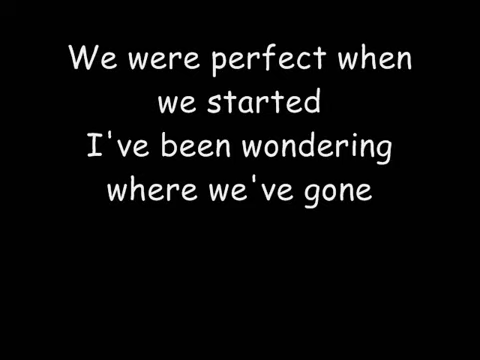 We were perfect when
we started
I've been wondering
where we've gone